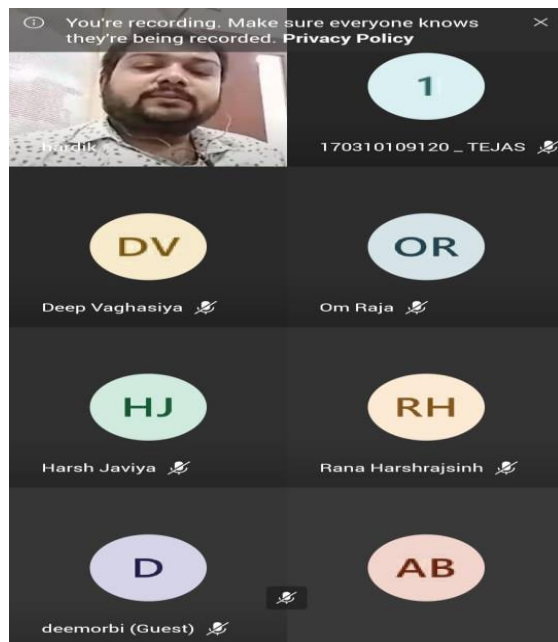 You're recording. Make sure everyone knows
they're being recorded. Privacy Policy
hardik
1
170310109120 _ TEJAS
DV
OR
Deep Vaghasiya
Om Raja
HJ
RH
Harsh Javiya
Rana Harshrajsinh
D
AB
deemorbi (Guest)